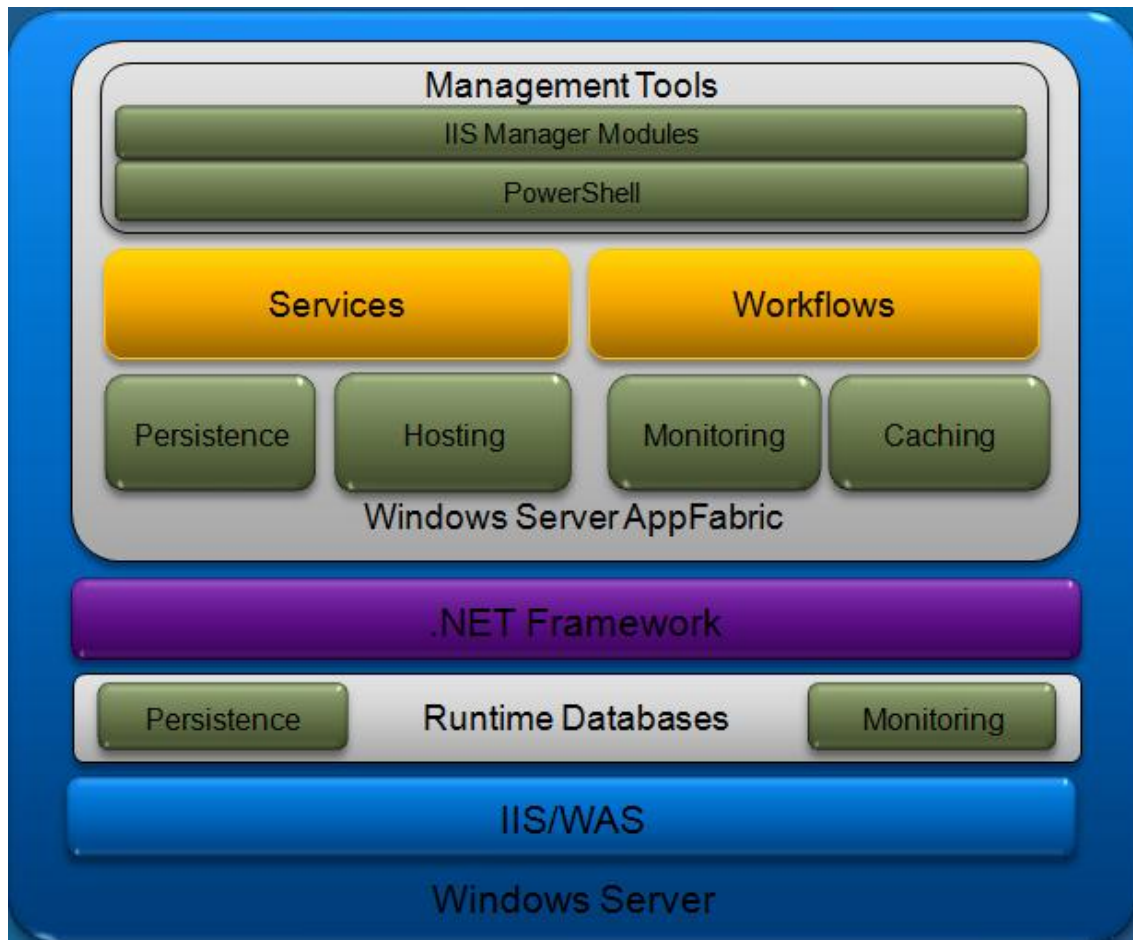 Management Tools
IIS Manager Modules
PowerShell
Services
Workflows
Persistence
Hosting
Monitoring
Caching
Windows Server AppFabric
.NET Framework
Persistence
Runtime Databases
Monitoring
IIS/WAS
Windows Server